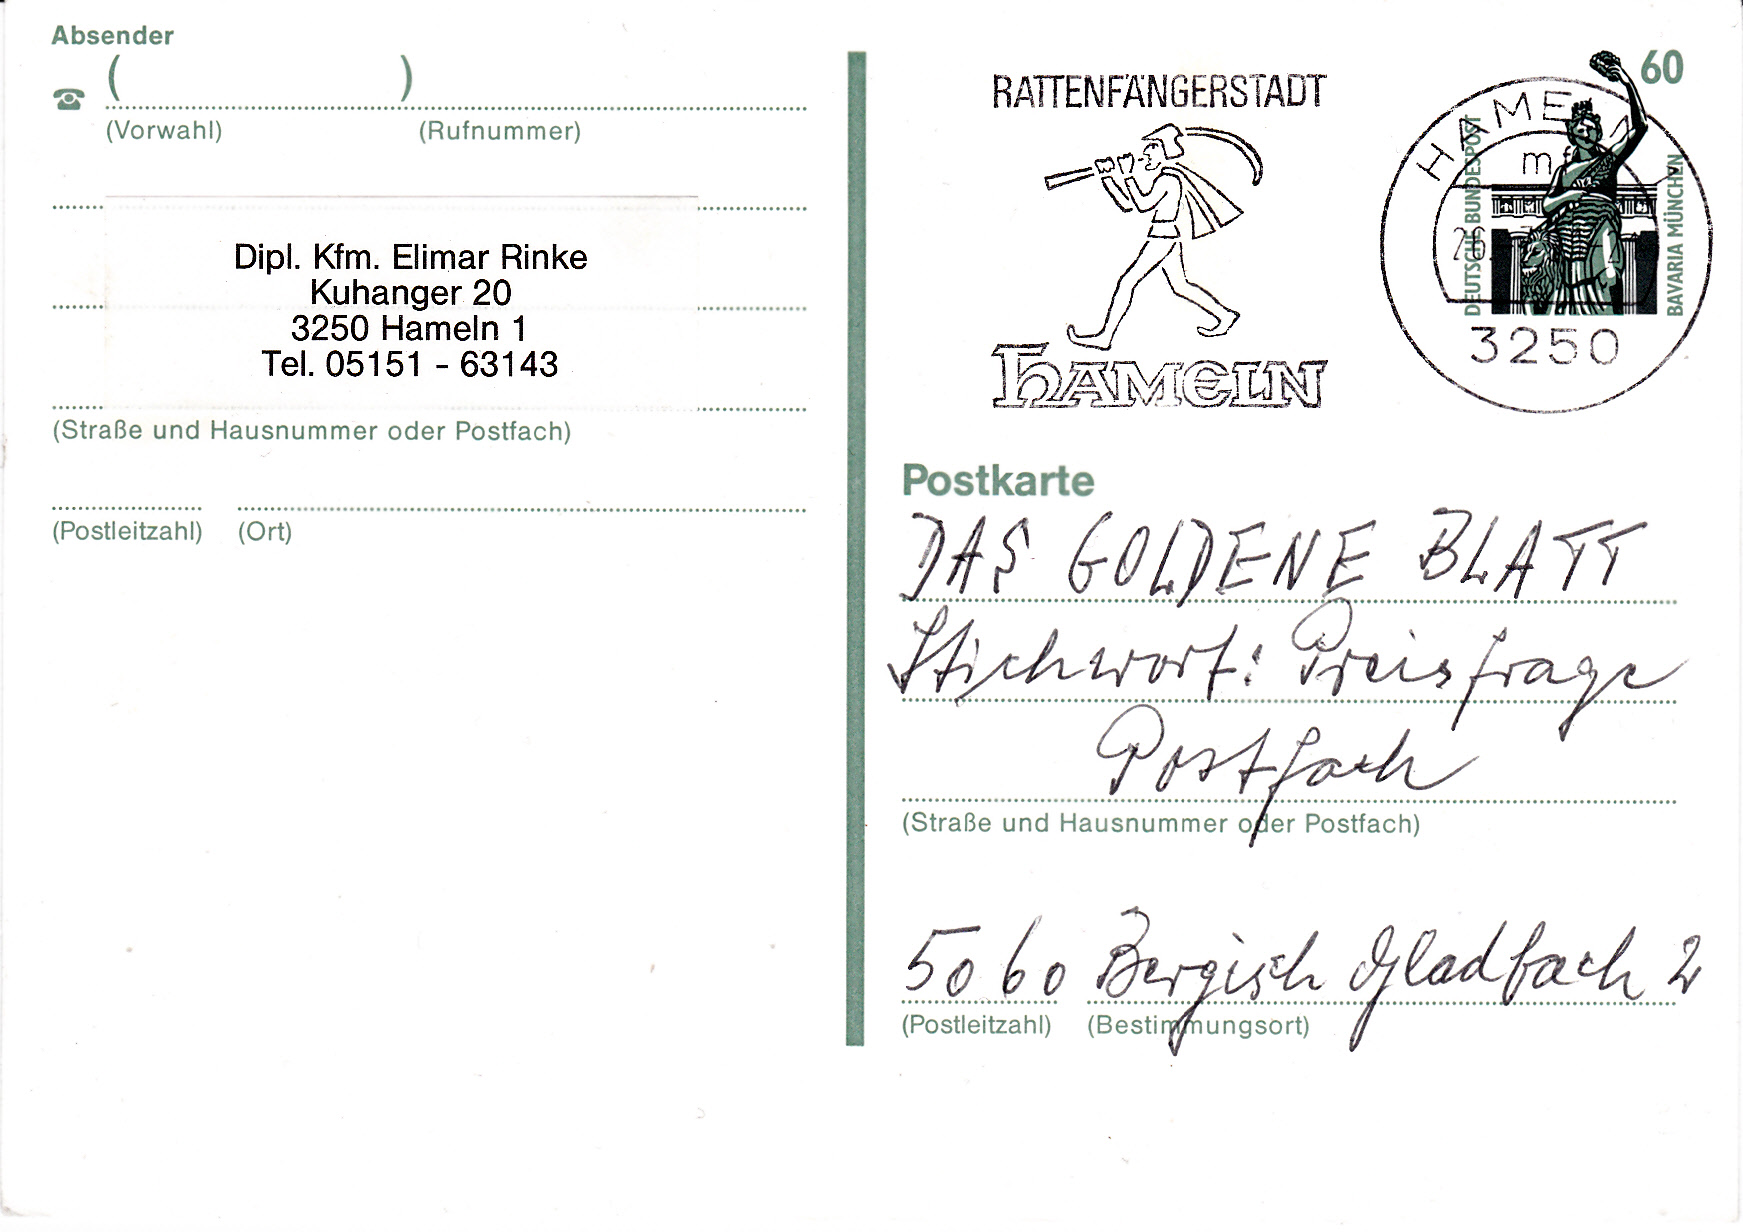 Absender
( )
(Vorwahl) (Rufnummer)
Dipl. Kfm. Elimar Rinke
Kuhanger 20
3250 Hameln 1
Tel. 05151 - 63143
(Straße und Hausnummer oder Postfach)
(Postleitzahl) (Ort)
RATTENFÄNGERSTADT
HAMELN
60
DEUTSCHE BUNDESPOST
BAVARIA MÜNCHEN
HAMELN 1
3250
Postkarte
DAS GOLDENE BLATT
Stichwort: Preisfrage
Postfach
(Straße und Hausnummer oder Postfach)
5060 Bergisch Gladbach 2
(Postleitzahl) (Bestimmungsort)